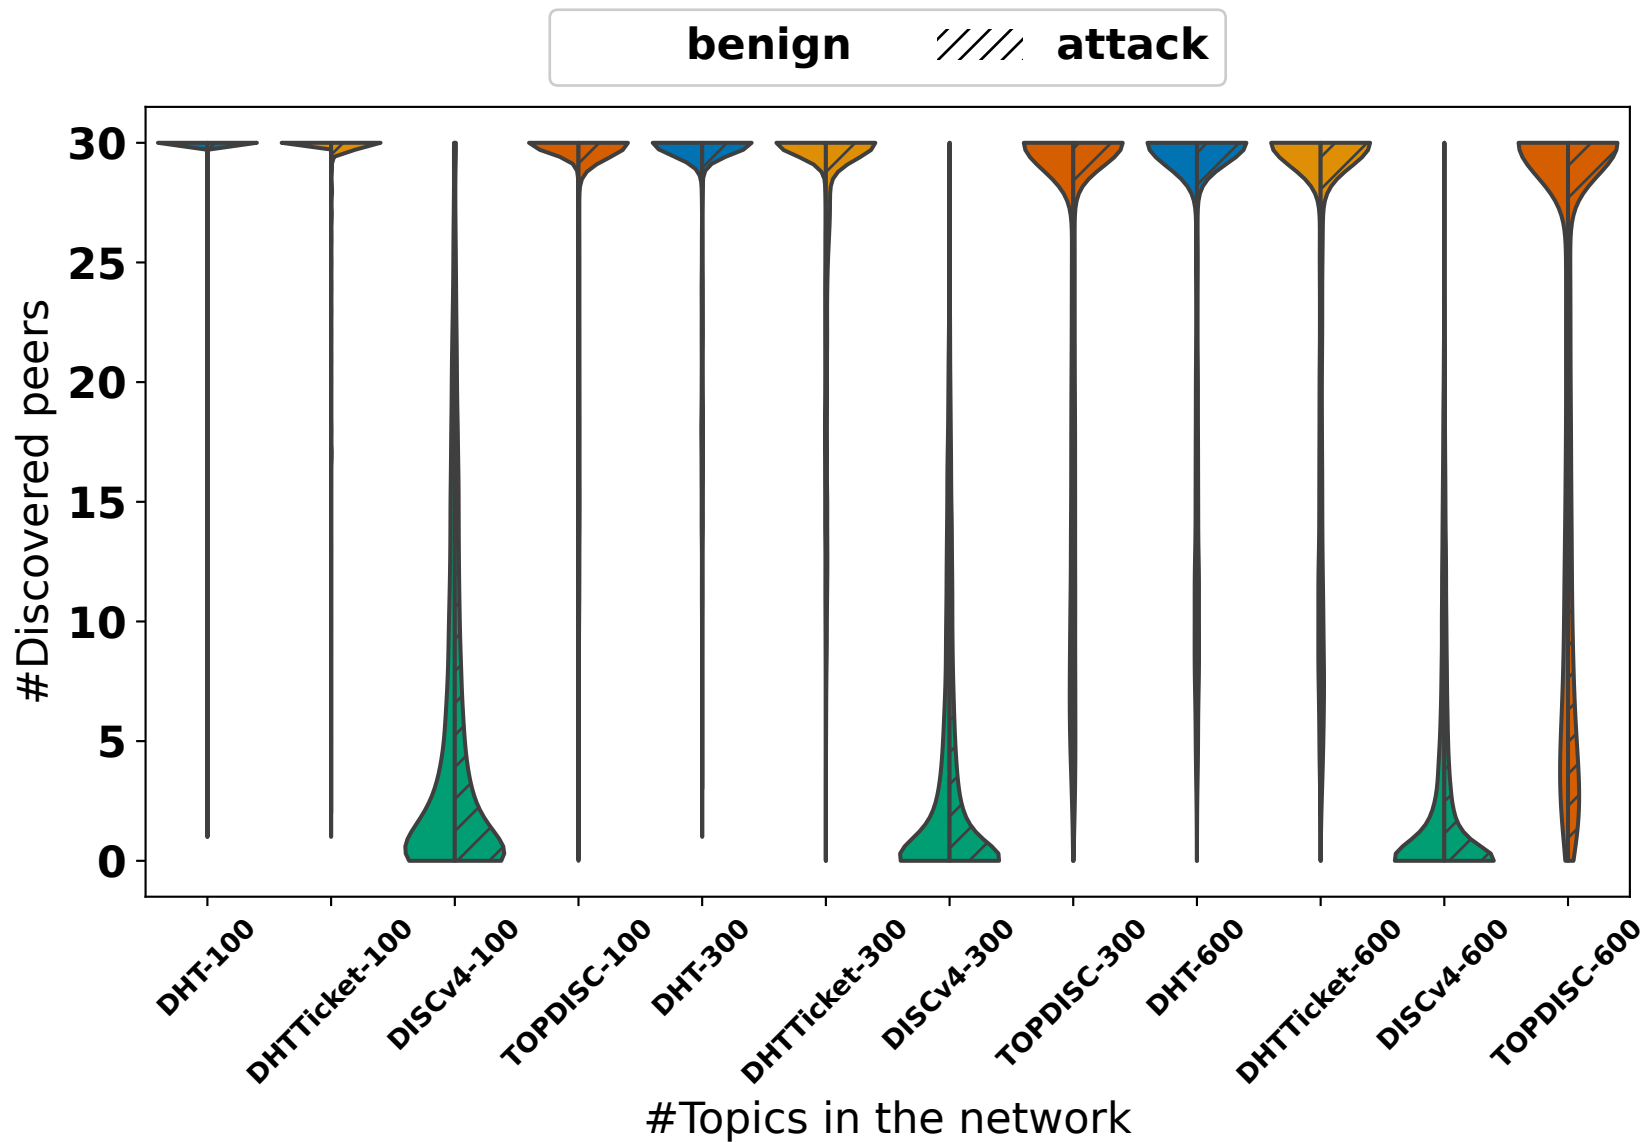 benign attack
30
25
20
15
10
5
0
#Discovered peers
DHT-100
DHTTicket-100
DISCv4-100
TOPDISC-100
DHT-300
DHTTicket-300
DISCv4-300
TOPDISC-300
DHT-600
DHTTicket-600
DISCv4-600
TOPDISC-600
#Topics in the network